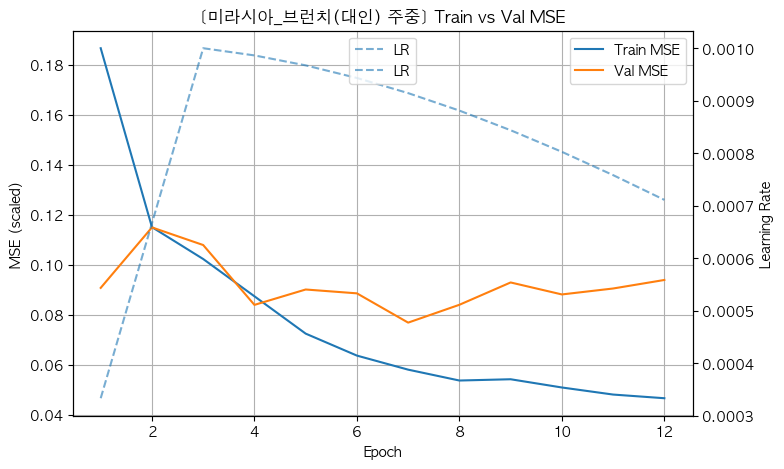 [미라시아_브런치(대인) 주중] Train vs Val MSE
LR
LR
Train MSE
Val MSE
MSE (scaled)
0.18
0.16
0.14
0.12
0.10
0.08
0.06
0.04
0.0010
0.0009
0.0008
0.0007
0.0006
0.0005
0.0004
0.0003
Learning Rate
2
4
6
8
10
12
Epoch